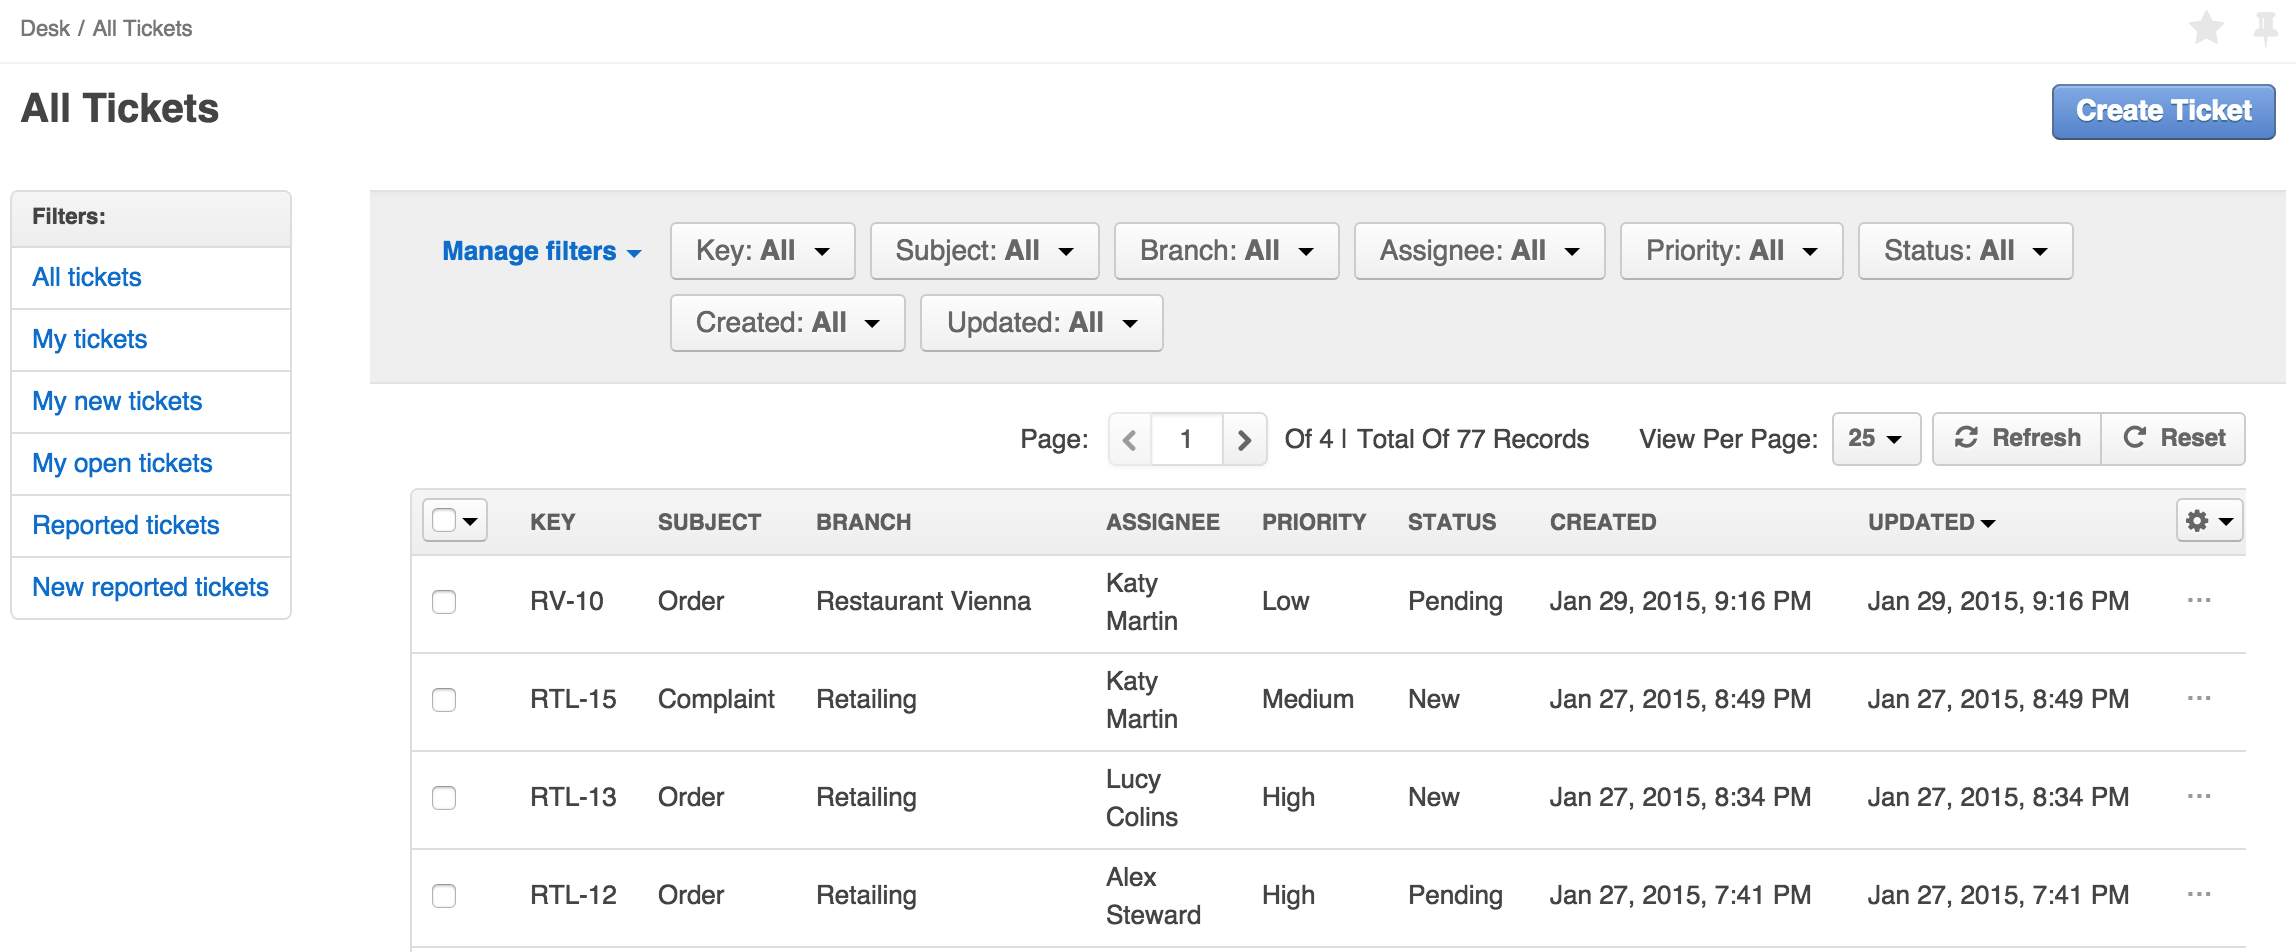 Desk / All Tickets
All Tickets
Create Ticket
Filters:
All tickets
My tickets
My new tickets
My open tickets
Reported tickets
New reported tickets
Manage filters Key: All Subject: All Branch: All Assignee: All Priority: All Status: All
Created: All Updated: All
Page: 1 Of 4 | Total Of 77 Records View Per Page: 25 Refresh Reset
KEY SUBJECT BRANCH ASSIGNEE PRIORITY STATUS CREATED UPDATED
RV-10 Order Restaurant Vienna Katy Martin Low Pending Jan 29, 2015, 9:16 PM Jan 29, 2015, 9:16 PM ...
RTL-15 Complaint Retailing Katy Martin Medium New Jan 27, 2015, 8:49 PM Jan 27, 2015, 8:49 PM ...
RTL-13 Order Retailing Lucy Colins High New Jan 27, 2015, 8:34 PM Jan 27, 2015, 8:34 PM ...
RTL-12 Order Retailing Alex Steward High Pending Jan 27, 2015, 7:41 PM Jan 27, 2015, 7:41 PM ...